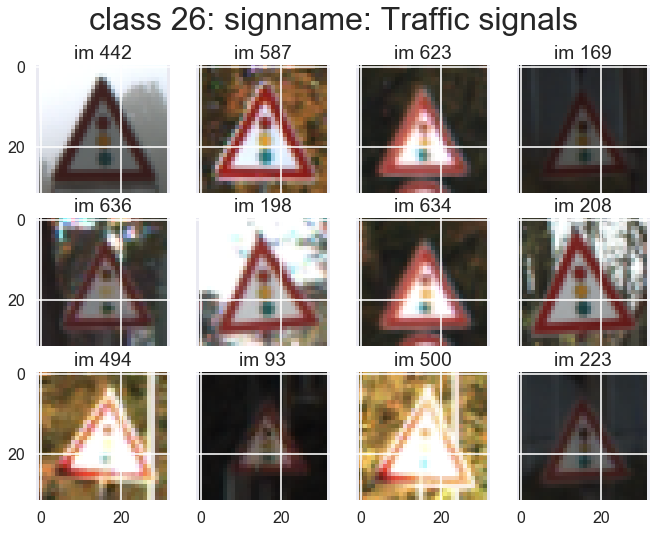 class 26: signname: Traffic signals
im 442 im 587 im 623 im 169
0
20
im 636 im 198 im 634 im 208
0
20
im 494 im 93 im 500 im 223
0
20
0 20 0 20 0 20 0 20